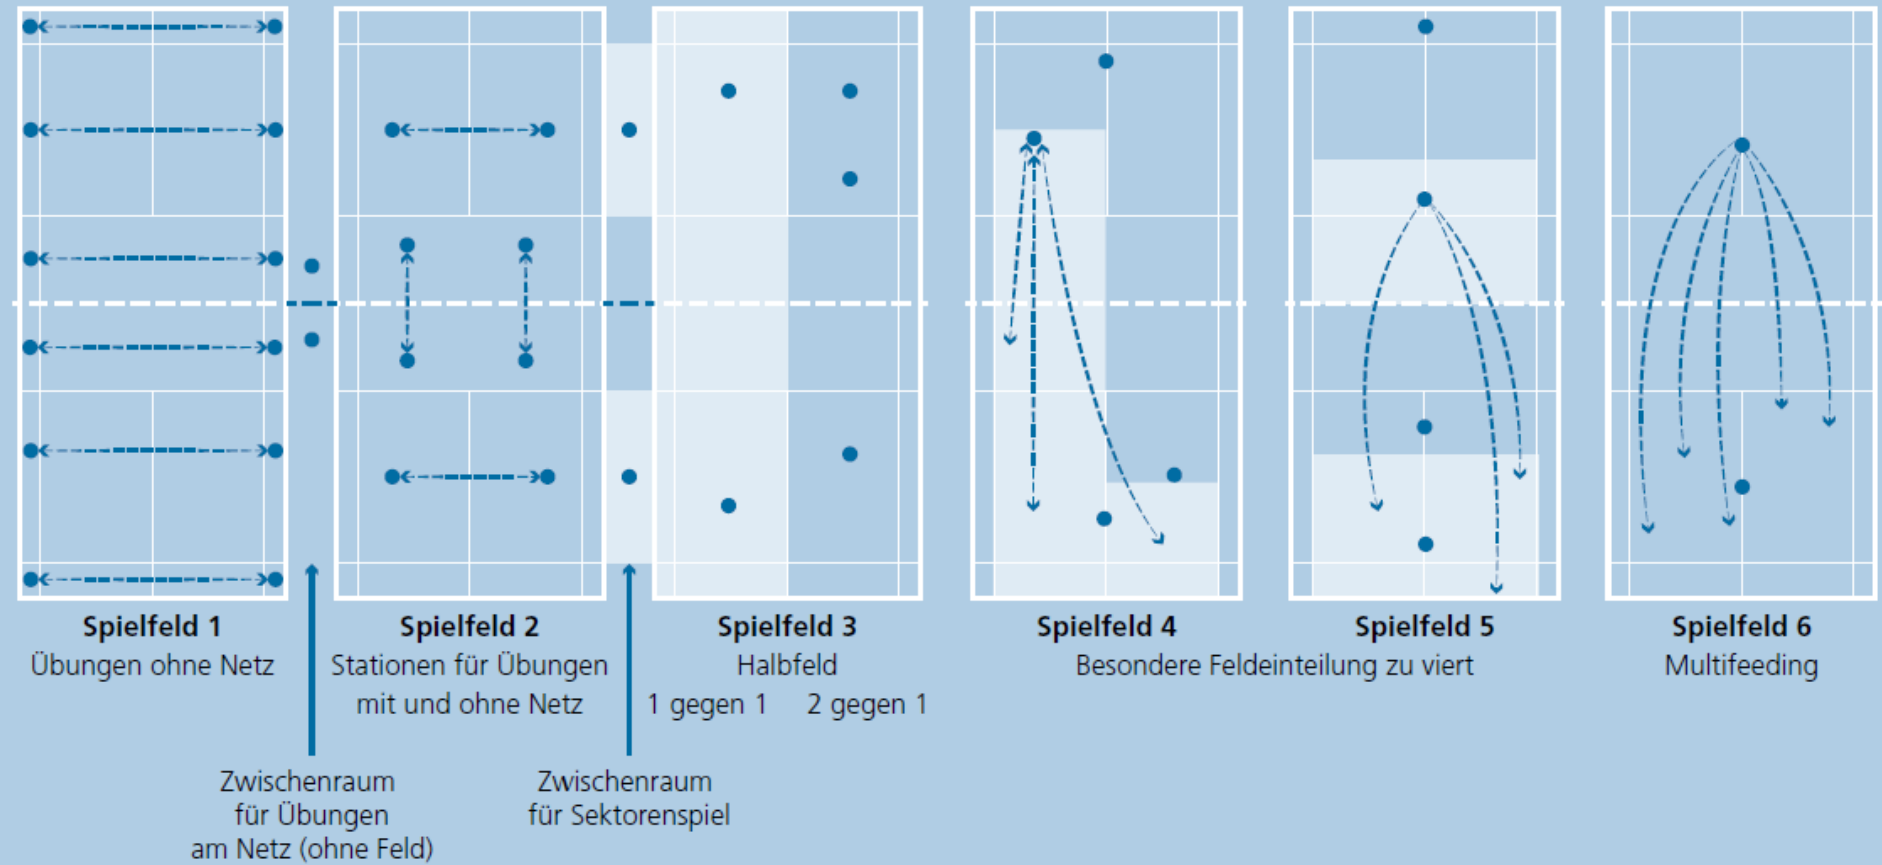 Spielfeld 1
Übungen ohne Netz
Spielfeld 2
Stationen für Übungen
mit und ohne Netz
Spielfeld 3
Halbfeld
1 gegen 1 2 gegen 1
Spielfeld 4
Spielfeld 5
Besondere Feldeinteilung zu viert
Spielfeld 6
Multifeeding
Zwischenraum
für Übungen
am Netz (ohne Feld)
Zwischenraum
für Sektorenspiel